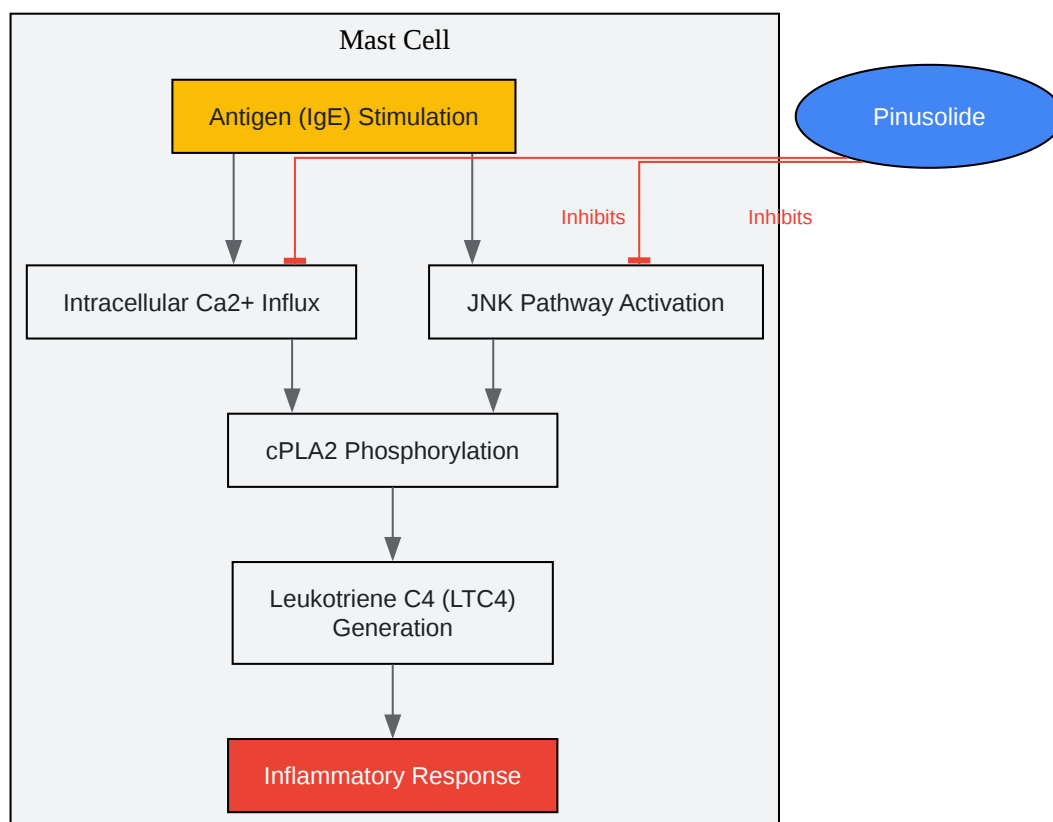 Mast Cell
Antigen (IgE) Stimulation
Pinusolide
Inhibits
Inhibits
Intracellular Ca2+ Influx
JNK Pathway Activation
cPLA2 Phosphorylation
Leukotriene C4 (LTC4)
Generation
Inflammatory Response